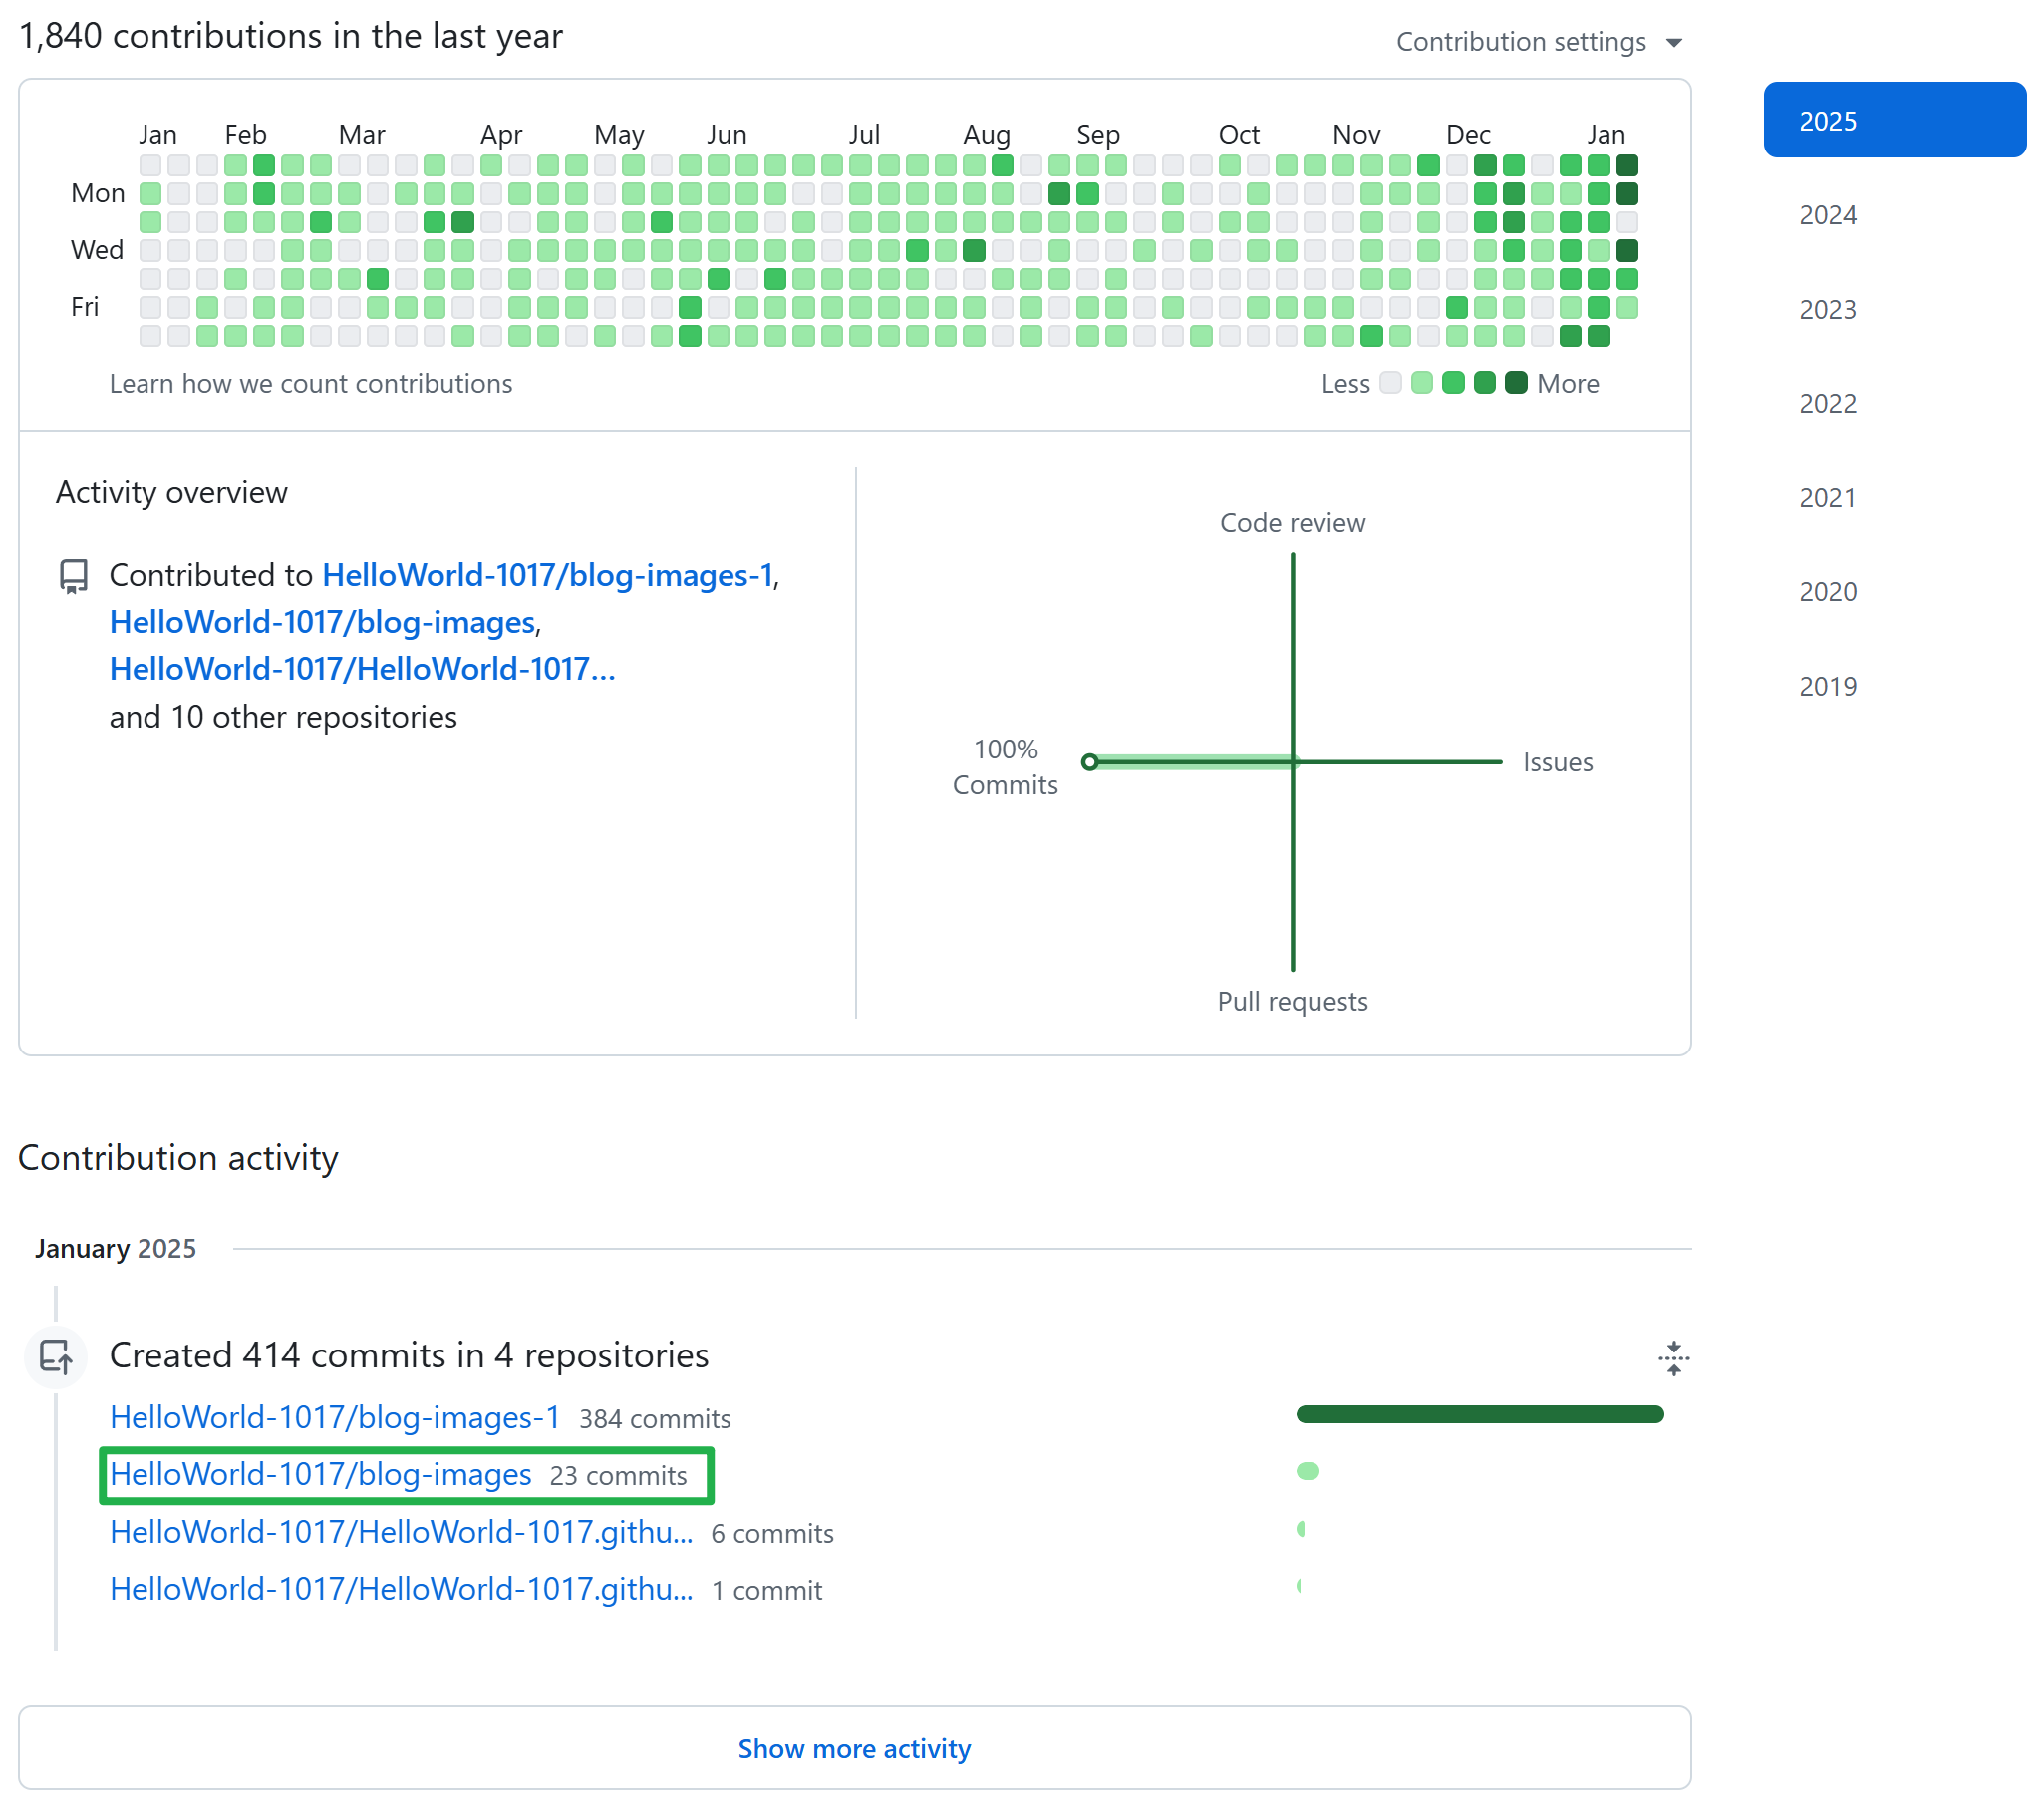 1,840 contributions in the last year
Contribution settings
Jan Feb Mar Apr May Jun Jul Aug Sep Oct Nov Dec Jan
Mon
Wed
Fri
Learn how we count contributions
Less More
2025
2024
2023
2022
2021
2020
2019
Activity overview
Contributed to HelloWorld-1017/blog-images-1,
HelloWorld-1017/blog-images,
HelloWorld-1017/HelloWorld-1017...
and 10 other repositories
Code review
100%
Commits
Issues
Pull requests
Contribution activity
January 2025
Created 414 commits in 4 repositories
HelloWorld-1017/blog-images-1 384 commits
HelloWorld-1017/blog-images 23 commits
HelloWorld-1017/HelloWorld-1017.githu... 6 commits
HelloWorld-1017/HelloWorld-1017.githu... 1 commit
Show more activity